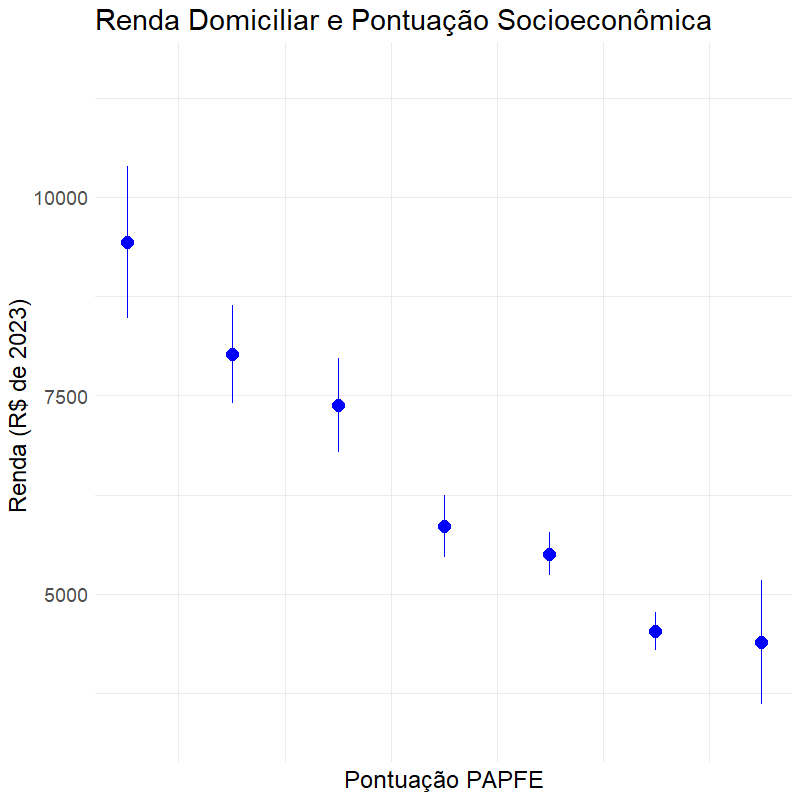 Renda Domiciliar e Pontuação Socioeconômica
Renda (R$ de 2023)
10000
7500
5000
Pontuação PAPFE